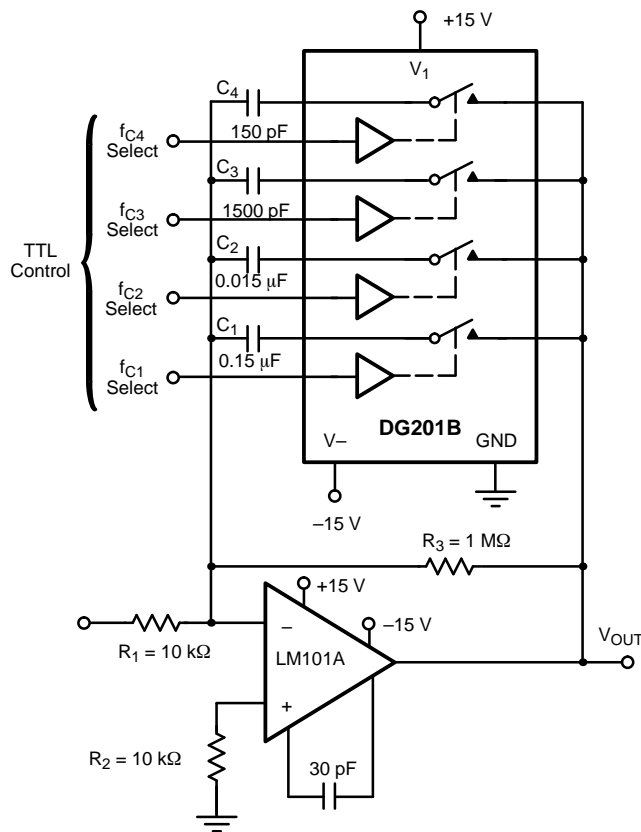 +15 V
V1
C4
150 pF
fC4
Select
C3
1500 pF
fC3
Select
TTL
Control
C2
0.015 μF
fC2
Select
C1
0.15 μF
fC1
Select
DG201B
V–
GND
–15 V
R3 = 1 MΩ
+15 V
–15 V
–
LM101A
+
R1 = 10 kΩ
VOUT
R2 = 10 kΩ
30 pF